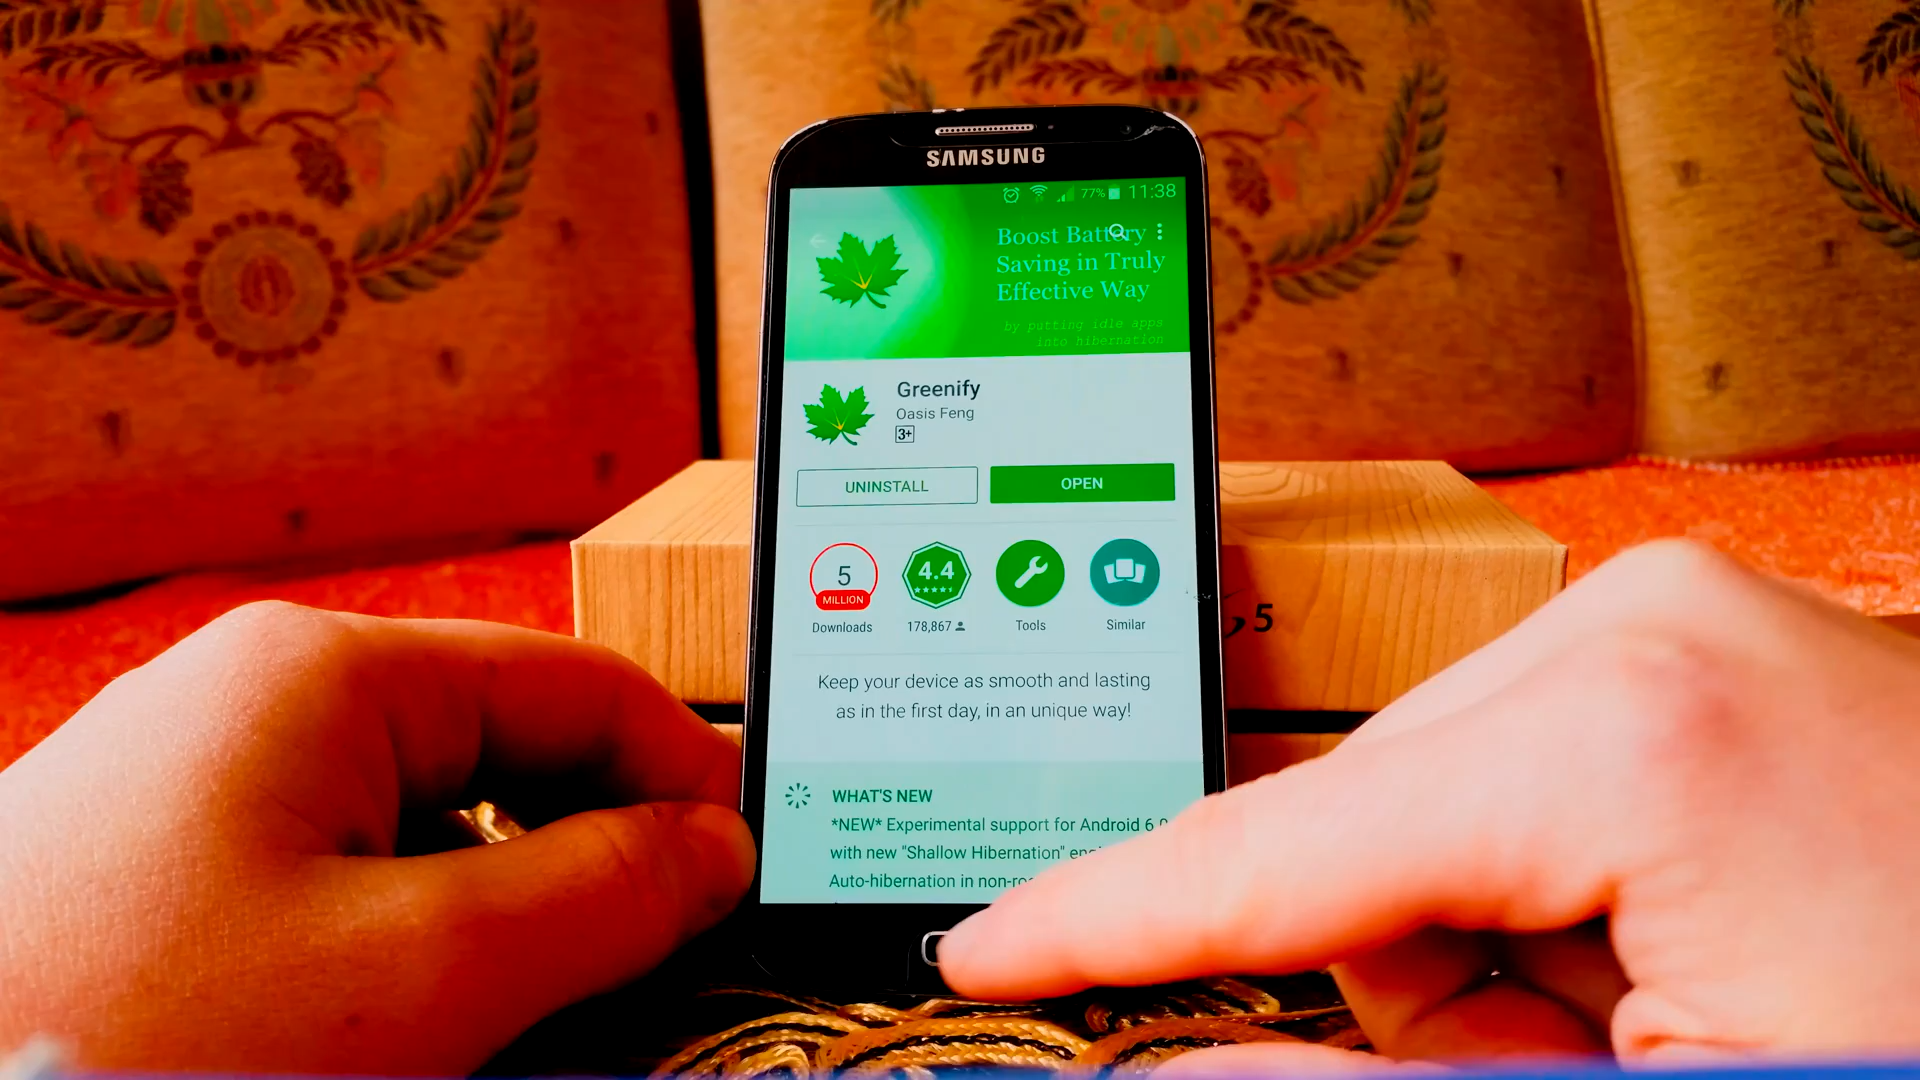 SAMSUNG
77% 11:38
Boost Battery
Saving in Truly
Effective Way
by putting idle apps
into hibernation
Greenify
Oasis Feng
3+
UNINSTALL
OPEN
5
MILLION
Downloads
4.4
178,867
Tools
Similar
Keep your device as smooth and lasting
as in the first day, in an unique way!
WHAT'S NEW
*NEW* Experimental support for Android 6.0
with new "Shallow Hibernation"
Auto-hibernation in
5